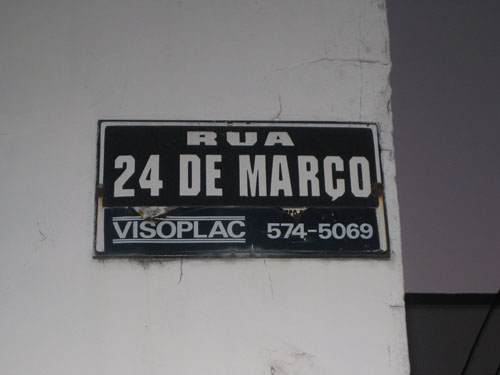 RUA
24 DE MARÇO
VISOPLAC 574-5069